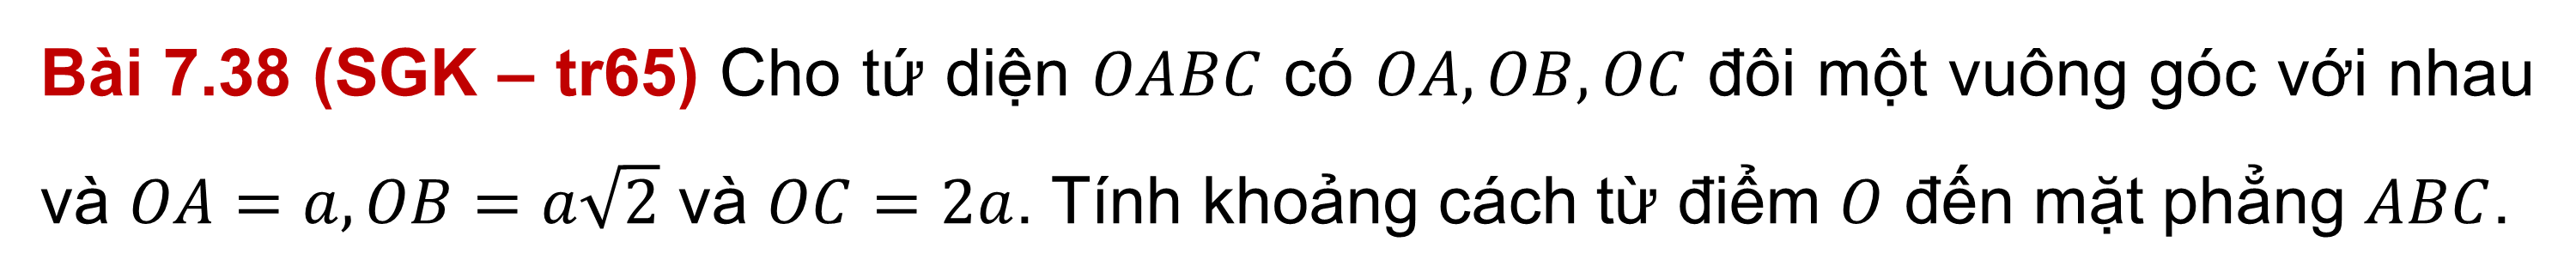 Bài 7.38 (SGK – tr65) Cho tứ diện OABC có OA, OB, OC đôi một vuông góc với nhau
và OA = a, OB = a√2 và OC = 2a. Tính khoảng cách từ điểm O đến mặt phẳng ABC.